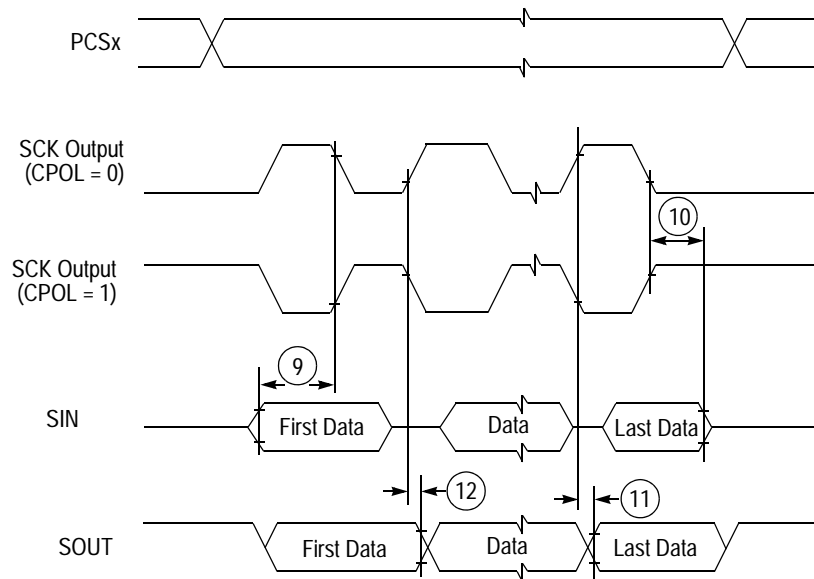 PCSx
SCK Output
(CPOL = 0)
10
SCK Output
(CPOL = 1)
9
SIN
First Data
Data
Last Data
12
11
SOUT
First Data
Data
Last Data